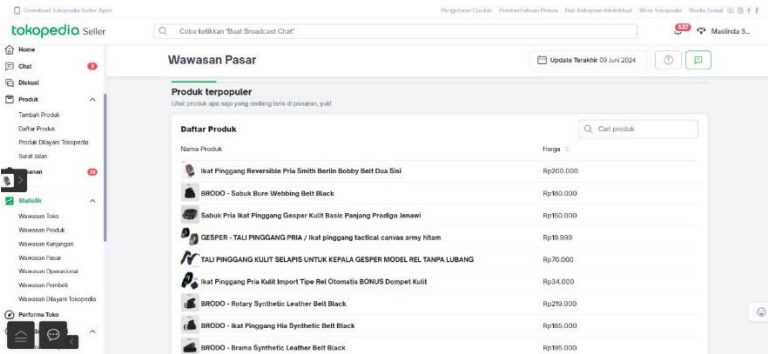 Download Tokopedia Seller Apps
Pengaturan Cookie Pemberitahuan Promo Hak Kekayaan Intelektual Mitra Tokopedia Media Sosial
tokopedia Seller
Coba ketikkan "Buat Broadcast Chat"
537
Maslinda S...
Home
Chat
Diskusi
Produk
Tambah Produk
Daftar Produk
Produk Dilayani Tokopedia
Surat Jalan
Statistik
Wawasan Toko
Wawasan Produk
Wawasan Kunjungan
Wawasan Pasar
Wawasan Operasional
Wawasan Pembeli
Wawasan Dilayani Tokopedia
Performa Toko
Wawasan Pasar
Update Terakhir 09 Juni 2024
Produk terpopuler
Lihat produk apa saja yang sedang laris di pasaran, yuk!
Daftar Produk
Cari produk
Nama Produk Harga
Ikat Pinggang Reversible Pria Smith Berlin Bobby Belt Dua Sisi Rp200.000
BRODO - Sabuk Bure Webbing Belt Black Rp180.000
Sabuk Pria Ikat Pinggang Gesper Kulit Basic Panjang Prodigo Jenawi Rp150.000
GESPER - TALI PINGGANG PRIA / Ikat pinggang tactical canvas army hitam Rp19.999
TALI PINGGANG KULIT SELAPIS UNTUK KEPALA GESPER MODEL REL TANPA LUBANG Rp70.000
Ikat Pinggang Pria Kulit Import Tipe Rel Otomatis BONUS Dompet Kulit Rp34.000
BRODO - Rotary Synthetic Leather Belt Black Rp219.000
BRODO - Ikat Pinggang Hia Synthetic Belt Black Rp185.000
BRODO - Brama Synthetic Leather Belt Black Rp195.000